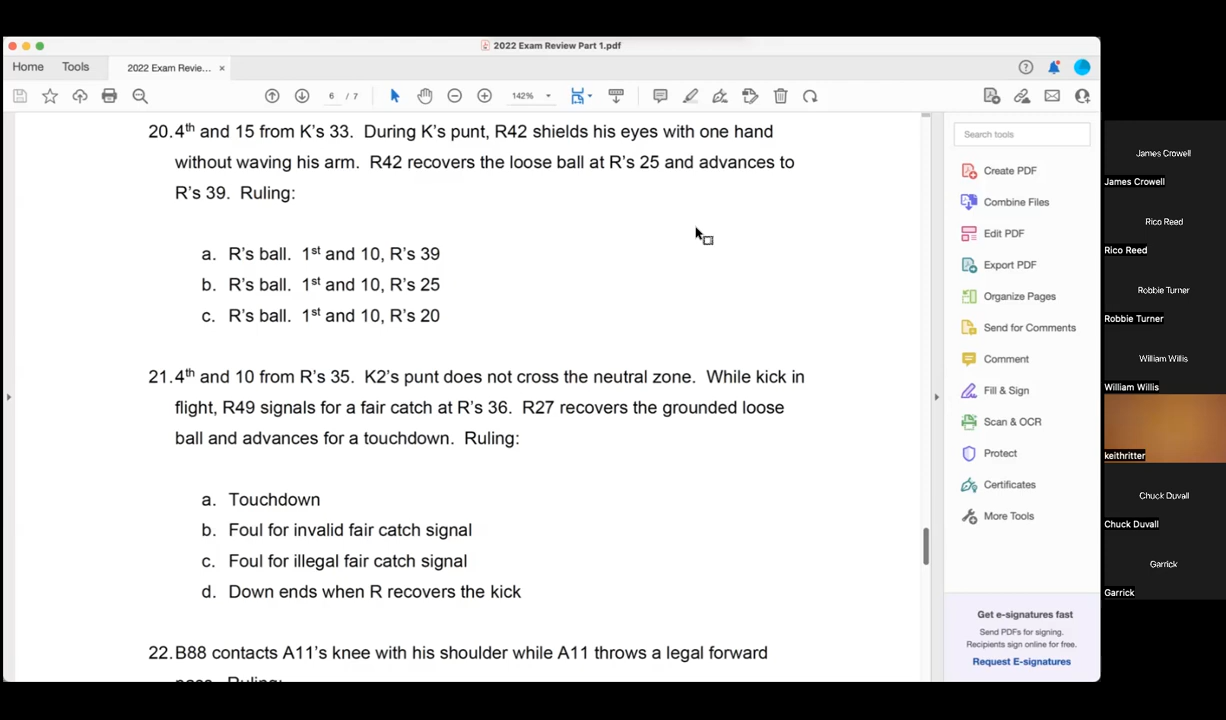 2022 Exam Review Part 1.pdf
Home Tools 2022 Exam Revie... ×
6 / 7 142%
20. 4th and 15 from K's 33. During K's punt, R42 shields his eyes with one hand
without waving his arm. R42 recovers the loose ball at R's 25 and advances to
R's 39. Ruling:
a. R's ball. 1st and 10, R's 39
b. R's ball. 1st and 10, R's 25
c. R's ball. 1st and 10, R's 20
21. 4th and 10 from R's 35. K2's punt does not cross the neutral zone. While kick in
flight, R49 signals for a fair catch at R's 36. R27 recovers the grounded loose
ball and advances for a touchdown. Ruling:
a. Touchdown
b. Foul for invalid fair catch signal
c. Foul for illegal fair catch signal
d. Down ends when R recovers the kick
22. B88 contacts A11's knee with his shoulder while A11 throws a legal forward
pass. Ruling:
Search tools
Create PDF
Combine Files
Edit PDF
Export PDF
Organize Pages
Send for Comments
Comment
Fill & Sign
Scan & OCR
Protect
Certificates
More Tools
Get e-signatures fast
Send PDFs for signing.
Recipients sign online for free.
Request E-signatures
James Crowell
James Crowell
Rico Reed
Rico Reed
Robbie Turner
Robbie Turner
William Willis
William Willis
keithritter
Chuck Duvall
Chuck Duvall
Garrick
Garrick